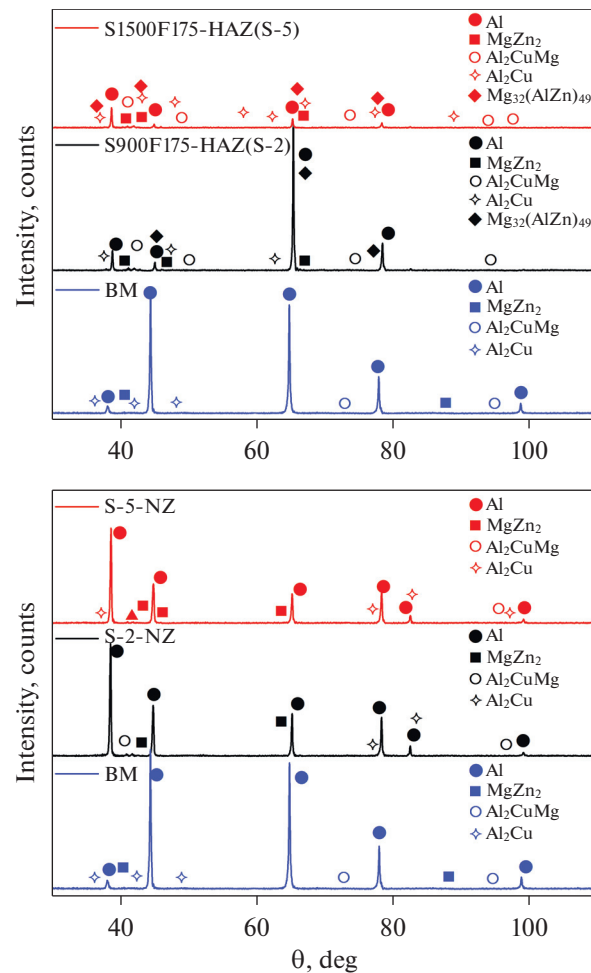 S1500F175-HAZ(S-5)
Al
MgZn₂
Al₂CuMg
Al₂Cu
Mg₃₂(AlZn)₄₉
S900F175-HAZ(S-2)
Al
MgZn₂
Al₂CuMg
Al₂Cu
Mg₃₂(AlZn)₄₉
BM
Al
MgZn₂
Al₂CuMg
Al₂Cu
Intensity, counts
40 60 80 100
S-5-NZ
Al
MgZn₂
Al₂CuMg
Al₂Cu
S-2-NZ
Al
MgZn₂
Al₂CuMg
Al₂Cu
BM
Al
MgZn₂
Al₂CuMg
Al₂Cu
Intensity, counts
40 60 80 100
θ, deg